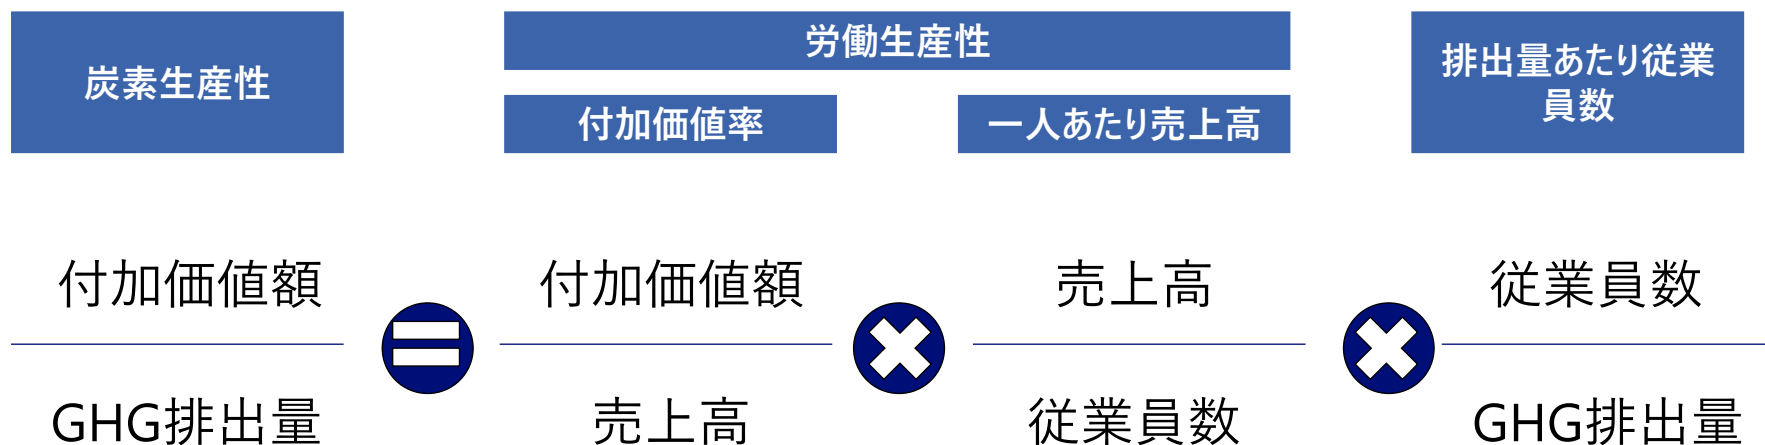 炭素生産性
労働生産性
付加価値率
一人あたり売上高
排出量あたり従業
員数
付加価値額
GHG排出量
付加価値額
売上高
売上高
従業員数
従業員数
GHG排出量